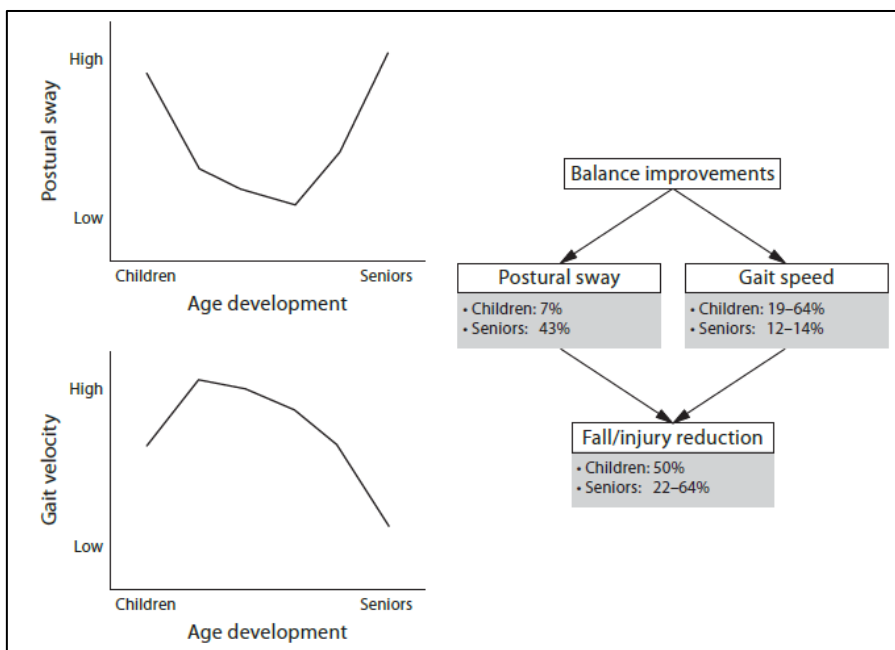 High
Postural sway
Low
Children
Seniors
Age development
High
Gait velocity
Low
Children
Seniors
Age development
Balance improvements
Postural sway
• Children: 7%
• Seniors: 43%
Gait speed
• Children: 19–64%
• Seniors: 12–14%
Fall/injury reduction
• Children: 50%
• Seniors: 22–64%